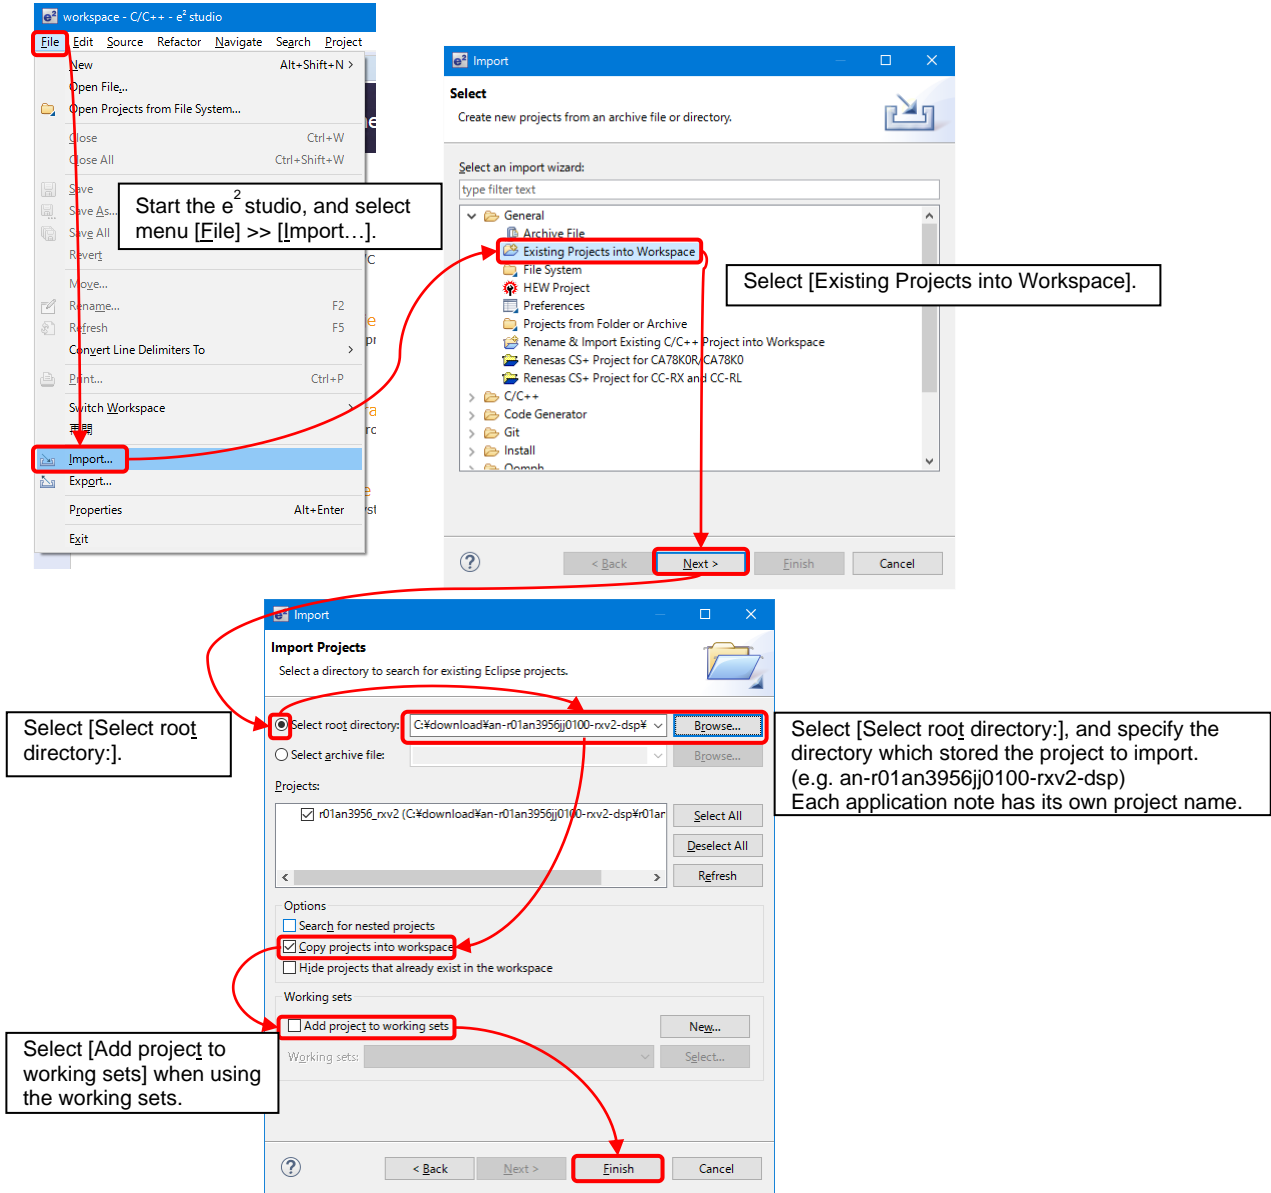 workspace - C/C++ - e² studio
File Edit Source Refactor Navigate Search Project
New Alt+Shift+N >
Open File...
Open Projects from File System...
Close Ctrl+W
Close All Ctrl+Shift+W
Save
Save As...
Save All
Revert
Move...
Rename... F2
Refresh F5
Convert Line Delimiters To >
Print... Ctrl+P
Switch Workspace >
再開
Import...
Export...
Properties Alt+Enter
Exit
Start the e² studio, and select
menu [File] >> [Import…].
Import
Select
Create new projects from an archive file or directory.
Select an import wizard:
type filter text
General
Archive File
Existing Projects into Workspace
File System
HEW Project
Preferences
Projects from Folder or Archive
Rename & Import Existing C/C++ Project into Workspace
Renesas CS+ Project for CA78K0R/CA78K0
Renesas CS+ Project for CC-RX and CC-RL
C/C++
Code Generator
Git
Install
Oomph
< Back Next > Finish Cancel
Select [Existing Projects into Workspace].
Import
Import Projects
Select a directory to search for existing Eclipse projects.
Select root directory: C:¥download¥an-r01an3956jj0100-rxv2-dsp¥ Browse...
Select archive file: Browse...
Projects:
r01an3956_rxv2 (C:¥download¥an-r01an3956jj0100-rxv2-dsp¥r01an
Select All
Deselect All
Refresh
Options
Search for nested projects
Copy projects into workspace
Hide projects that already exist in the workspace
Working sets
Add project to working sets New...
Working sets: Select...
< Back Next > Finish Cancel
Select [Select root
directory:].
Select [Select root directory:], and specify the
directory which stored the project to import.
(e.g. an-r01an3956jj0100-rxv2-dsp)
Each application note has its own project name.
Select [Add project to
working sets] when using
the working sets.